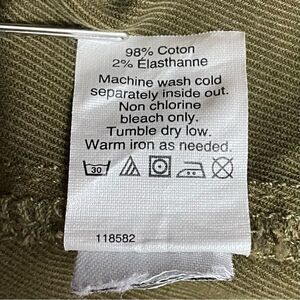 98% Coton
2% Élasthanne
Machine wash cold
separately inside out.
Non chlorine
bleach only.
Tumble dry low.
Warm iron as needed.
30
118582